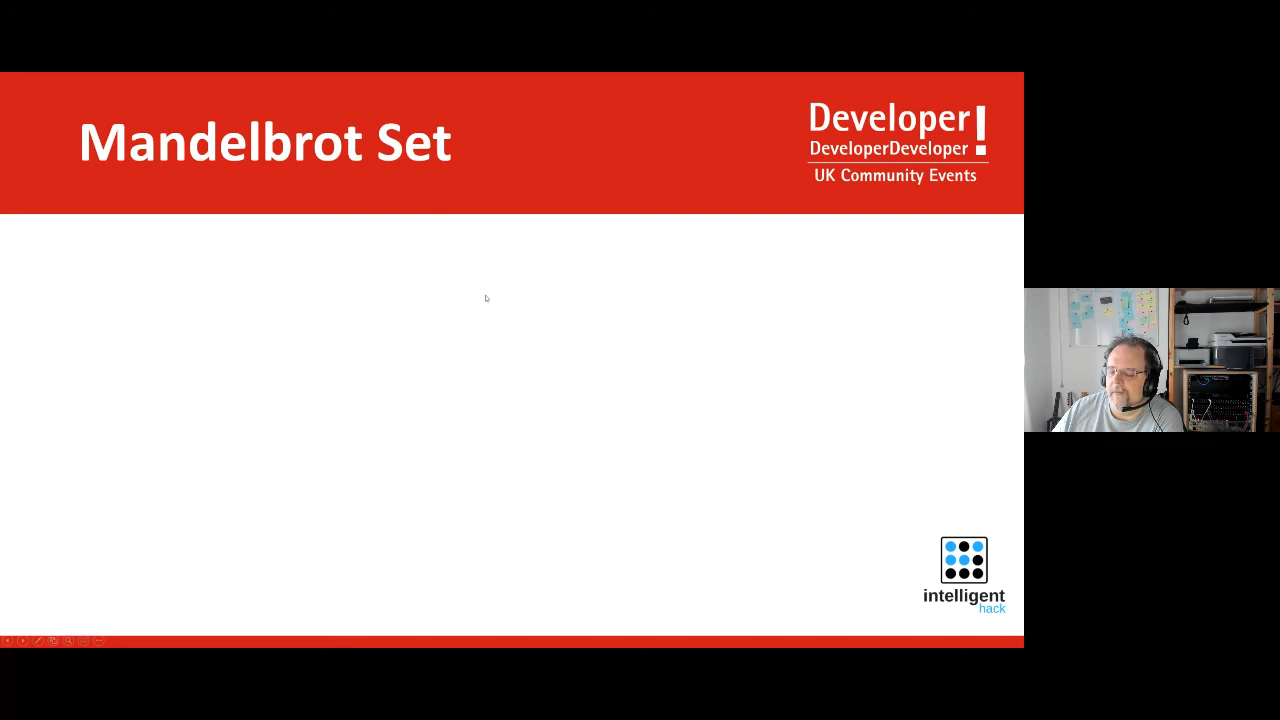 Mandelbrot Set
Developer!
DeveloperDeveloper
UK Community Events
intelligent
hack